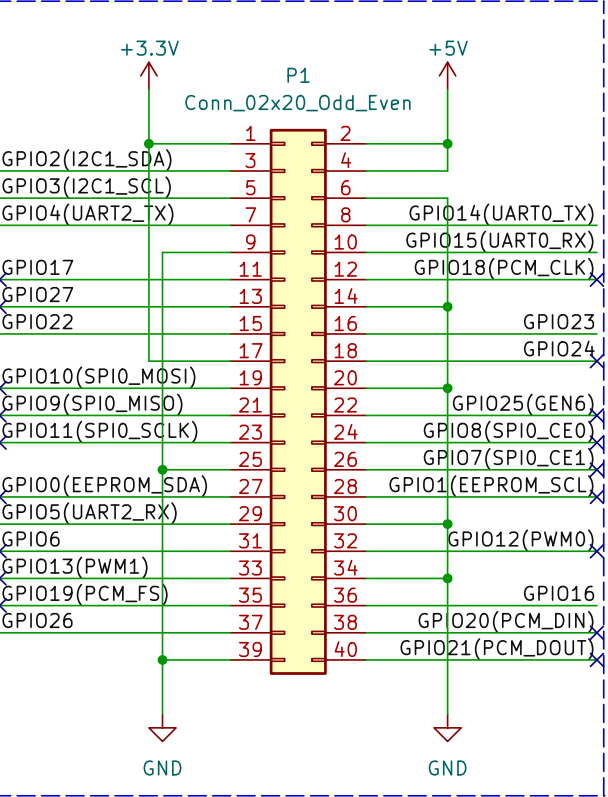 +3.3V +5V
P1
Conn_02x20_Odd_Even
1 2
GPIO2(I2C1_SDA) 3 4
GPIO3(I2C1_SCL) 5 6
GPIO4(UART2_TX) 7 8 GPIO14(UART0_TX)
9 10 GPIO15(UART0_RX)
GPIO17 11 12 GPIO18(PCM_CLK)
GPIO27 13 14
GPIO22 15 16 GPIO23
17 18 GPIO24
GPIO10(SPI0_MOSI) 19 20
GPIO9(SPI0_MISO) 21 22 GPIO25(GEN6)
GPIO11(SPI0_SCLK) 23 24 GPIO8(SPI0_CE0)
25 26 GPIO7(SPI0_CE1)
GPIO0(EEPROM_SDA) 27 28 GPIO1(EEPROM_SCL)
GPIO5(UART2_RX) 29 30
GPIO6 31 32 GPIO12(PWM0)
GPIO13(PWM1) 33 34
GPIO19(PCM_FS) 35 36 GPIO16
GPIO26 37 38 GPIO20(PCM_DIN)
39 40 GPIO21(PCM_DOUT)
GND GND